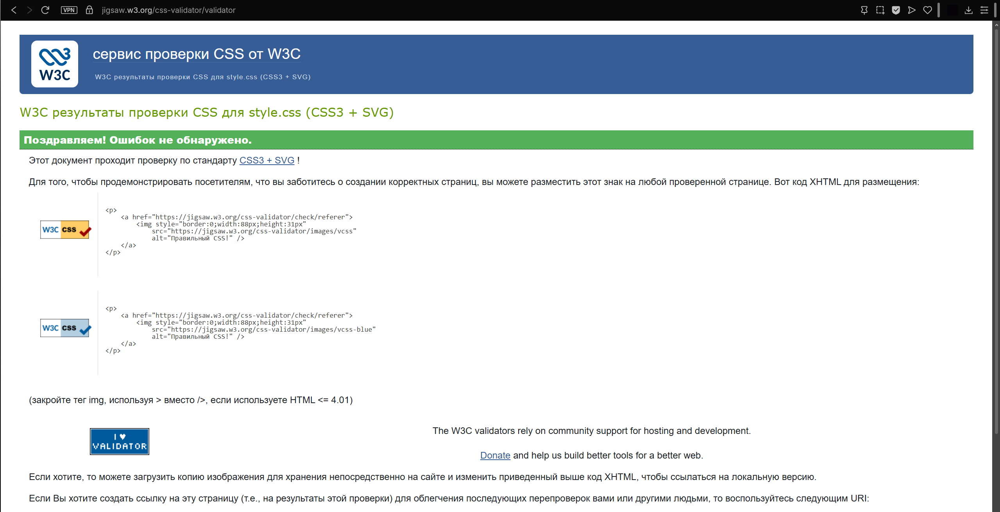 VPN jigsaw.w3.org/css-validator/validator
W3C
сервис проверки CSS от W3C
W3C результаты проверки CSS для style.css (CSS3 + SVG)
W3C результаты проверки CSS для style.css (CSS3 + SVG)
Поздравляем! Ошибок не обнаружено.
Этот документ проходит проверку по стандарту CSS3 + SVG !
Для того, чтобы продемонстрировать посетителям, что вы заботитесь о создании корректных страниц, вы можете разместить этот знак на любой проверенной странице. Вот код XHTML для размещения:
W3C css
<p>
    <a href="https://jigsaw.w3.org/css-validator/check/referer">
        <img style="border:0;width:88px;height:31px"
            src="https://jigsaw.w3.org/css-validator/images/vcss"
            alt="Правильный CSS!" />
    </a>
</p>
W3C css
<p>
    <a href="https://jigsaw.w3.org/css-validator/check/referer">
        <img style="border:0;width:88px;height:31px"
            src="https://jigsaw.w3.org/css-validator/images/vcss-blue"
            alt="Правильный CSS!" />
    </a>
</p>
(закройте тег img, используя > вместо />, если используете HTML <= 4.01)
I ♥
VALIDATOR
The W3C validators rely on community support for hosting and development.
Donate and help us build better tools for a better web.
Если хотите, то можете загрузить копию изображения для хранения непосредственно на сайте и изменить приведенный выше код XHTML, чтобы ссылаться на локальную версию.
Если Вы хотите создать ссылку на эту страницу (т.е., на результаты этой проверки) для облегчения последующих перепроверок вами или другими людьми, то воспользуйтесь следующим URI: